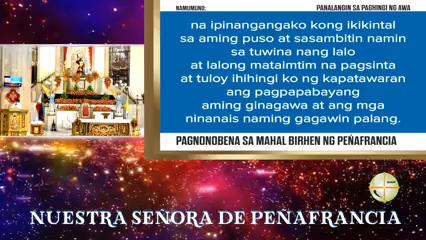 NAMUMUNO: PANALANGIN SA PAGHINGI NG AWA
na ipinangangako kong ikikintal
sa aming puso at sasambitin namin
sa tuwina nang lalo
at lalong mataimtim na pagsinta
at tuloy ihihingi ko ng kapatawaran
ang pagpapabayang
aming ginagawa at ang mga
ninanais naming gagawin palang.
PAGNONOBENA SA MAHAL BIRHEN NG PEÑAFRANCIA
NUESTRA SEÑORA DE PEÑAFRANCIA